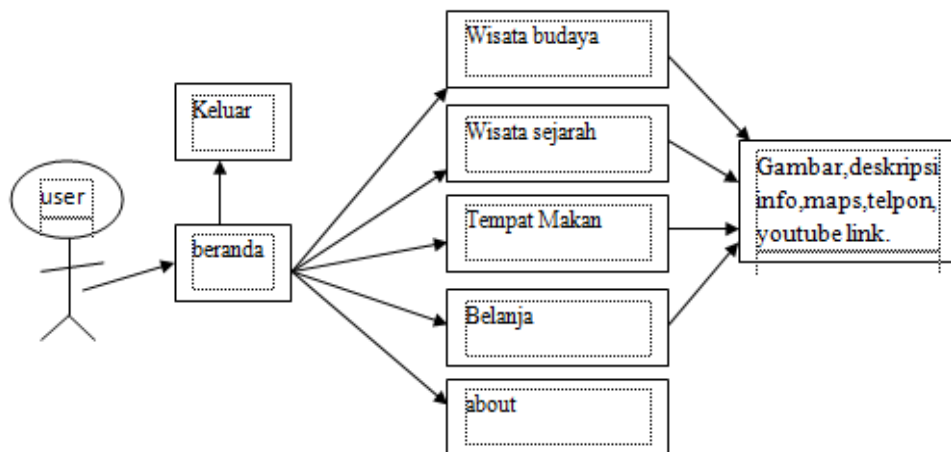 user
Keluar
beranda
Wisata budaya
Wisata sejarah
Tempat Makan
Belanja
about
Gambar,deskripsi
info,maps,telpon,
youtube link.